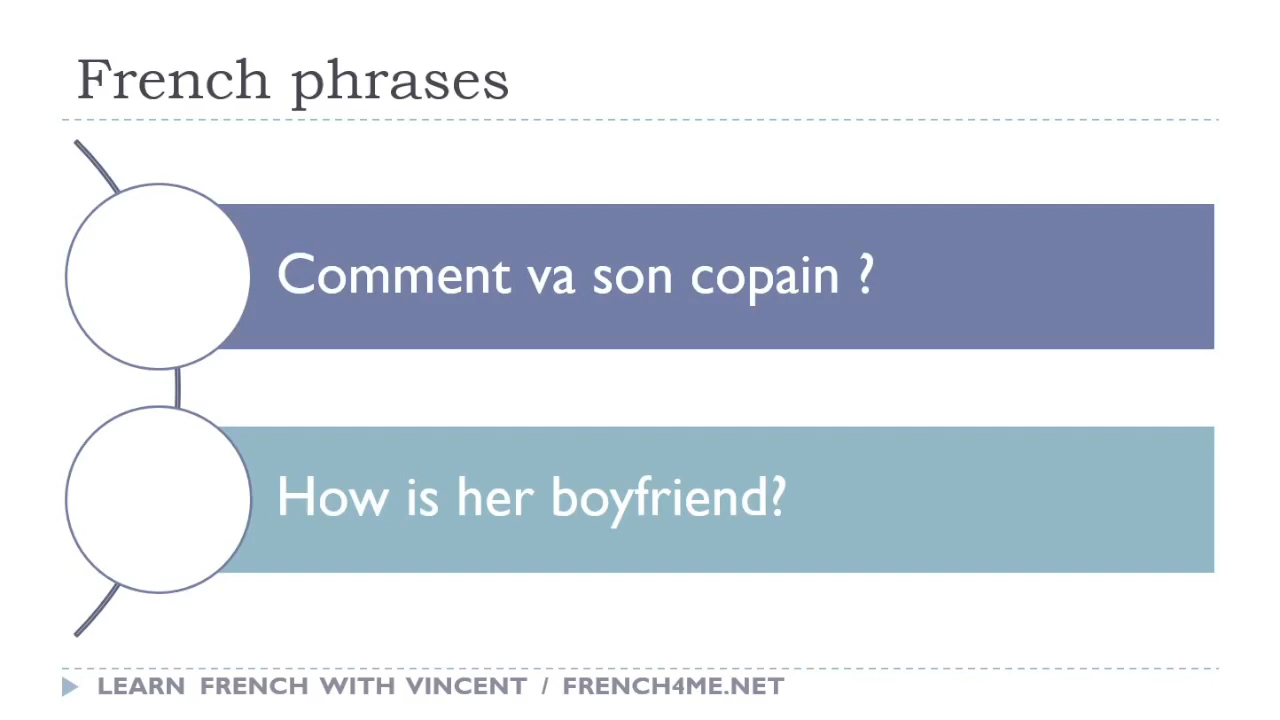 French phrases
Comment va son copain ?
How is her boyfriend?
LEARN FRENCH WITH VINCENT / FRENCH4ME.NET